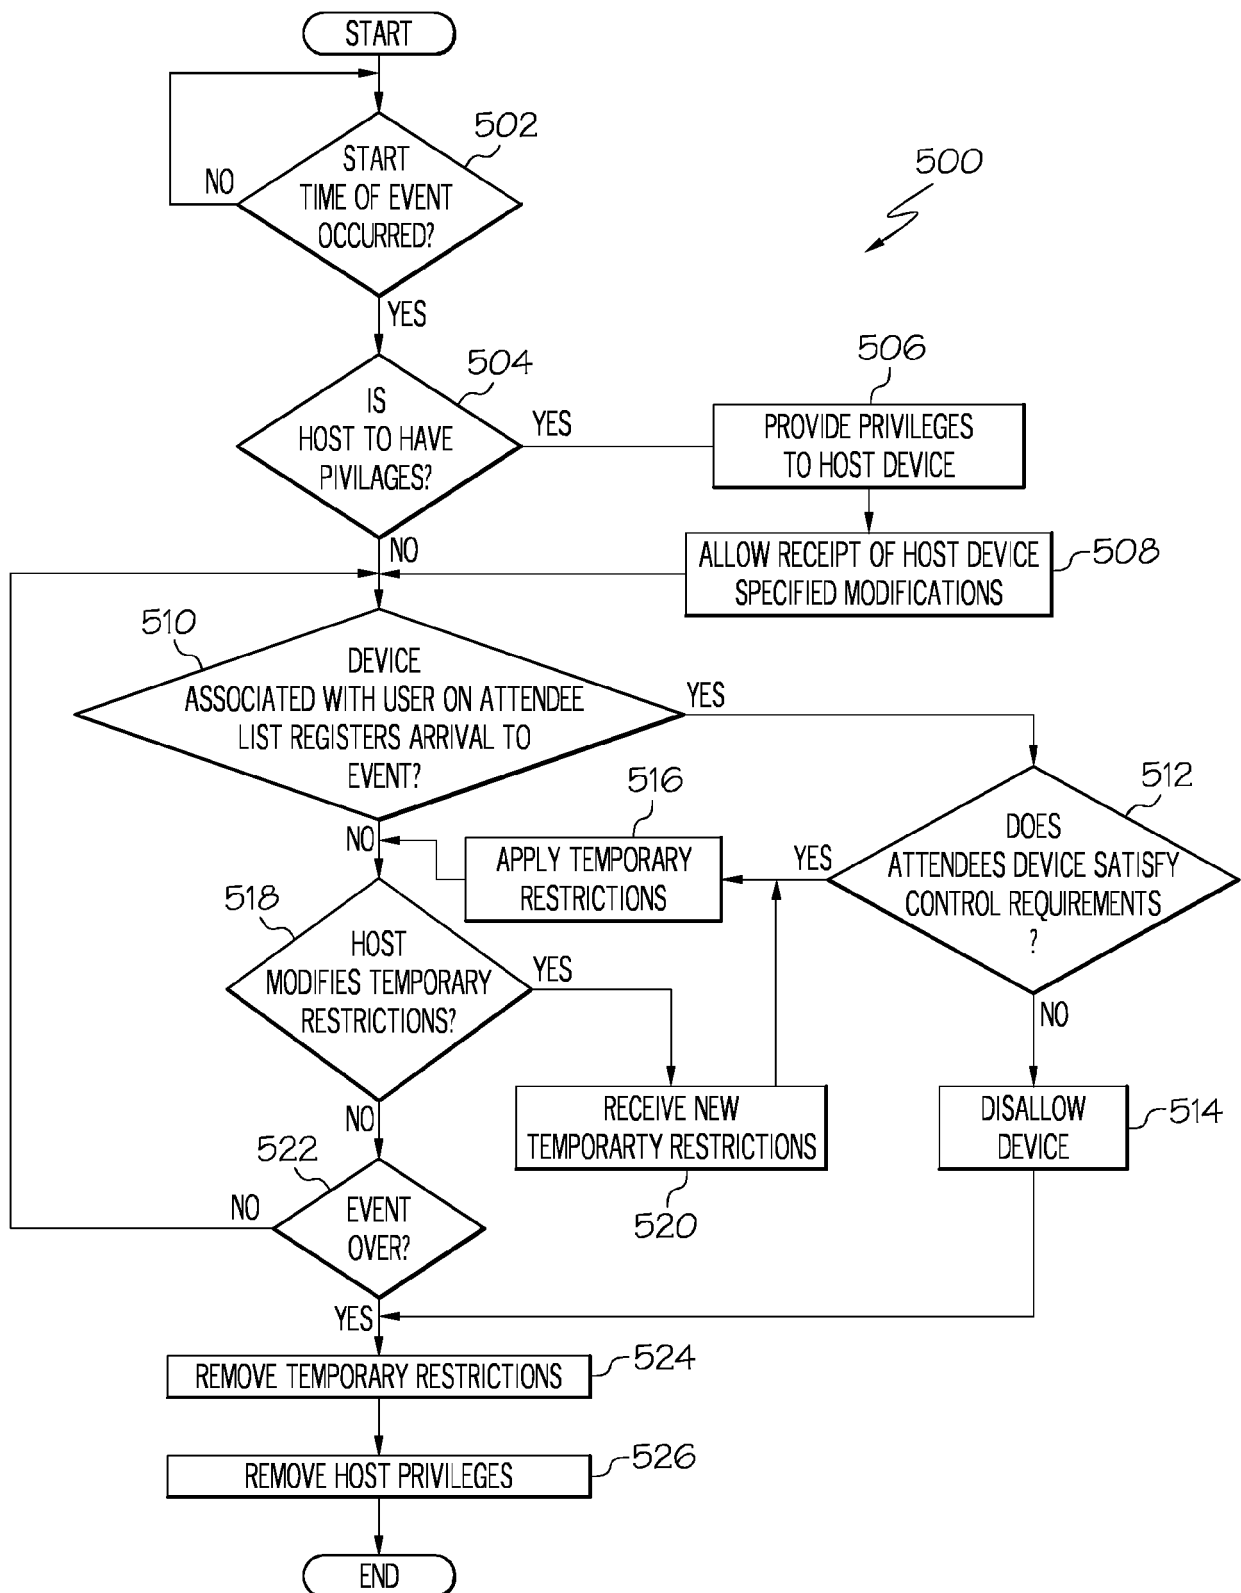 START
502
START
TIME OF EVENT
OCCURRED?
NO
500
YES
504
IS
HOST TO HAVE
PIVILAGES?
YES
506
PROVIDE PRIVILEGES
TO HOST DEVICE
NO
ALLOW RECEIPT OF HOST DEVICE
SPECIFIED MODIFICATIONS
508
510
DEVICE
ASSOCIATED WITH USER ON ATTENDEE
LIST REGISTERS ARRIVAL TO
EVENT?
YES
512
DOES
ATTENDEES DEVICE SATISFY
CONTROL REQUIREMENTS
?
YES
516
APPLY TEMPORARY
RESTRICTIONS
NO
518
HOST
MODIFIES TEMPORARY
RESTRICTIONS?
YES
NO
RECEIVE NEW
TEMPORARTY RESTRICTIONS
520
DISALLOW
DEVICE
514
NO
522
EVENT
OVER?
NO
YES
REMOVE TEMPORARY RESTRICTIONS
524
REMOVE HOST PRIVILEGES
526
END